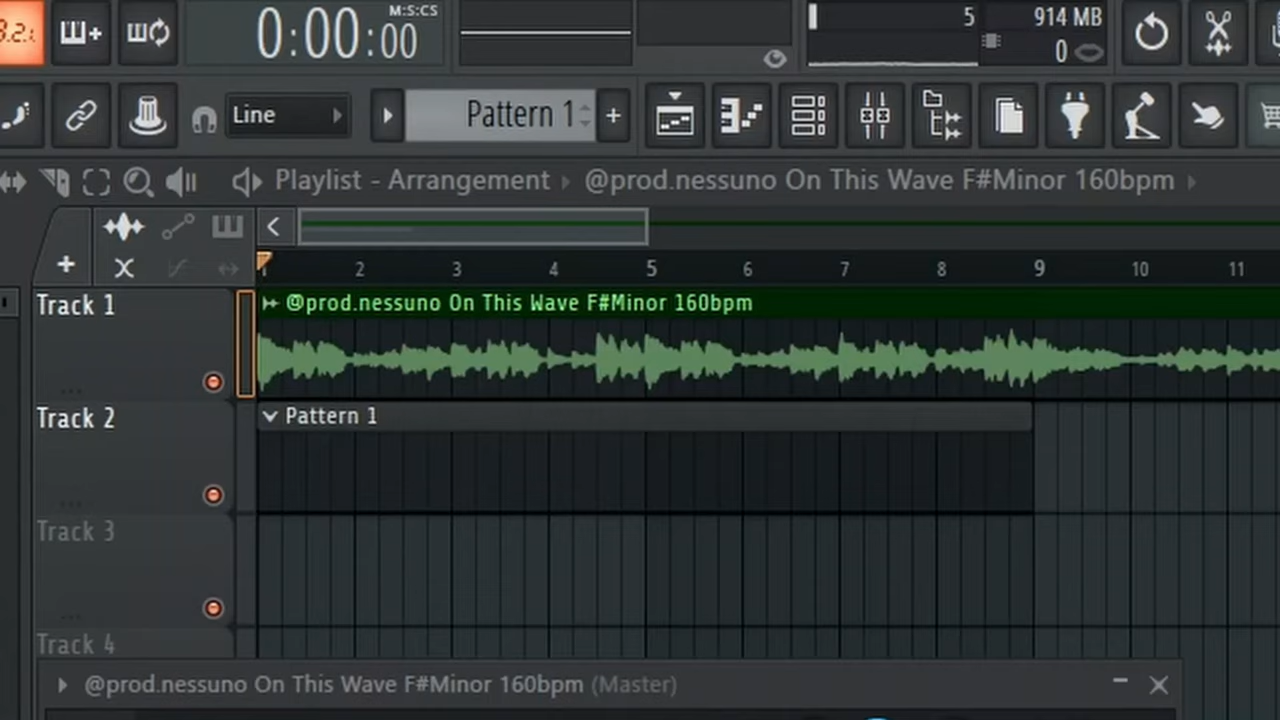 M:S:CS
0:00:00
5
914 MB
0
Line
Pattern 1
+
Playlist - Arrangement
@prod.nessuno On This Wave F#Minor 160bpm
2 3 4 5 6 7 8 9 10 11
Track 1
@prod.nessuno On This Wave F#Minor 160bpm
Track 2
Pattern 1
Track 3
Track 4
@prod.nessuno On This Wave F#Minor 160bpm (Master)